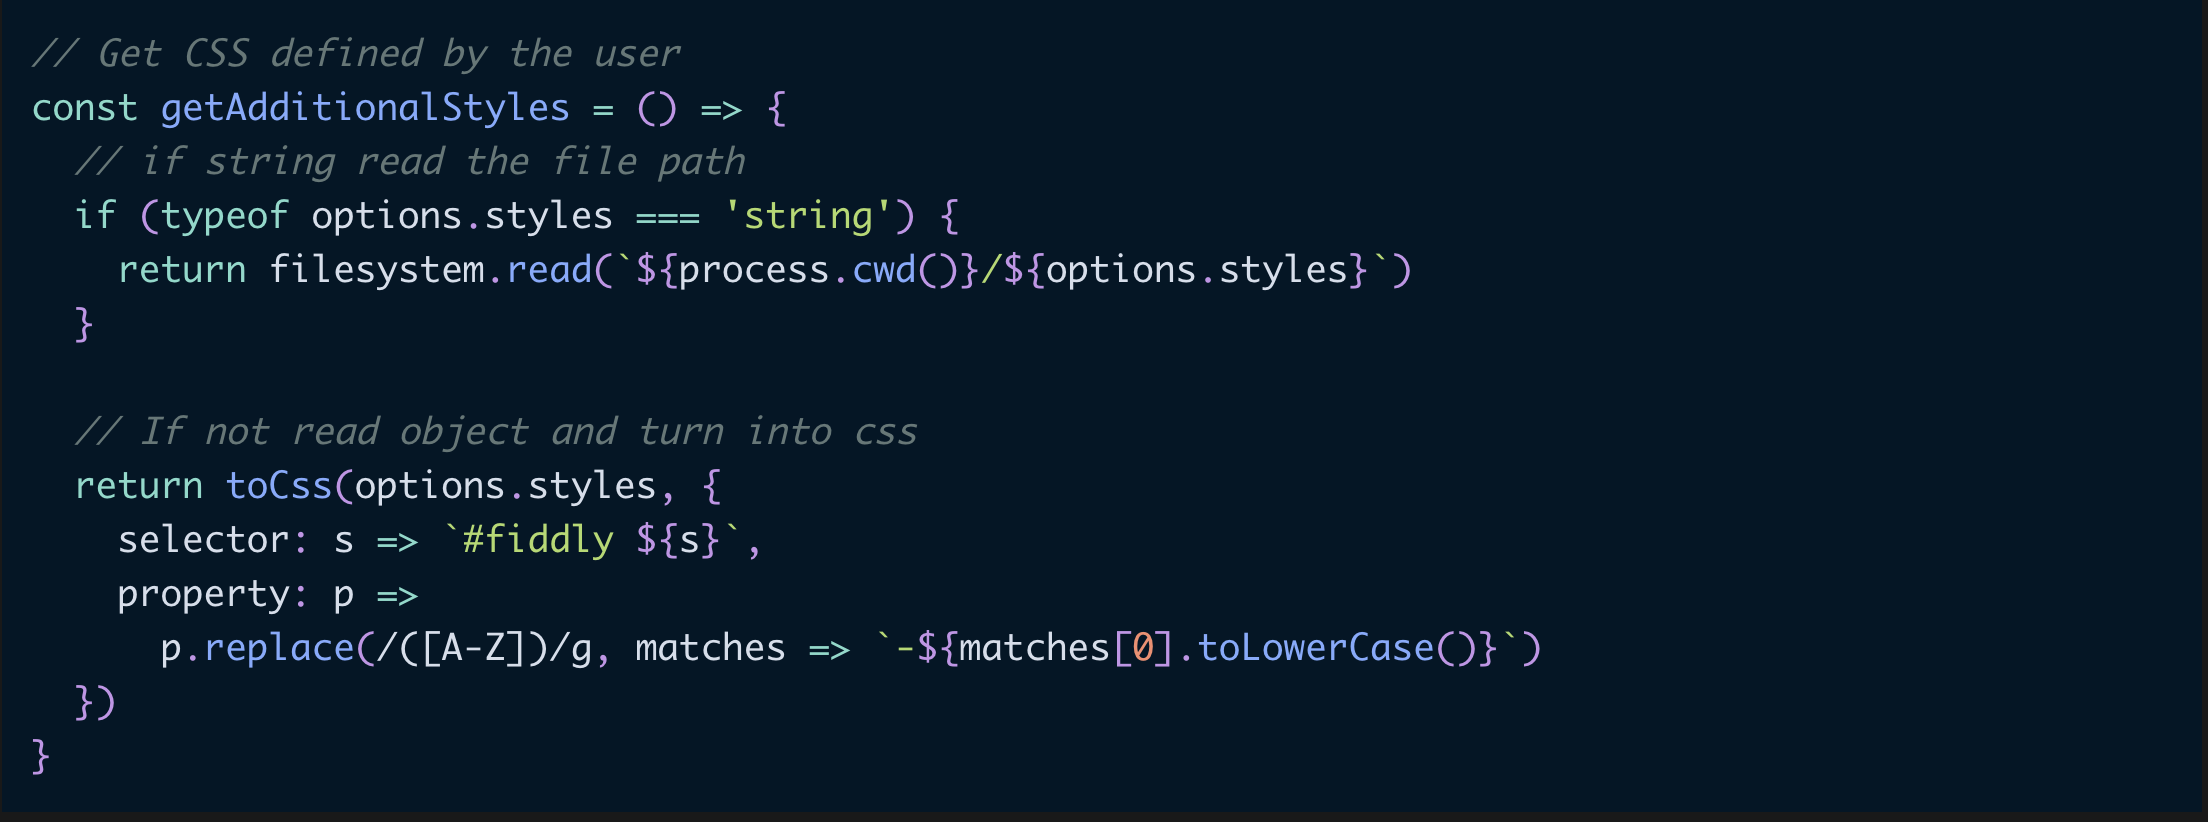 // Get CSS defined by the user
const getAdditionalStyles = () => {
  // if string read the file path
  if (typeof options.styles === 'string') {
    return filesystem.read(`${process.cwd()}/${options.styles}`)
  }

  // If not read object and turn into css
  return toCss(options.styles, {
    selector: s => `#fiddly ${s}`,
    property: p =>
      p.replace(/([A-Z])/g, matches => `-${matches[0].toLowerCase()}`)
  })
}